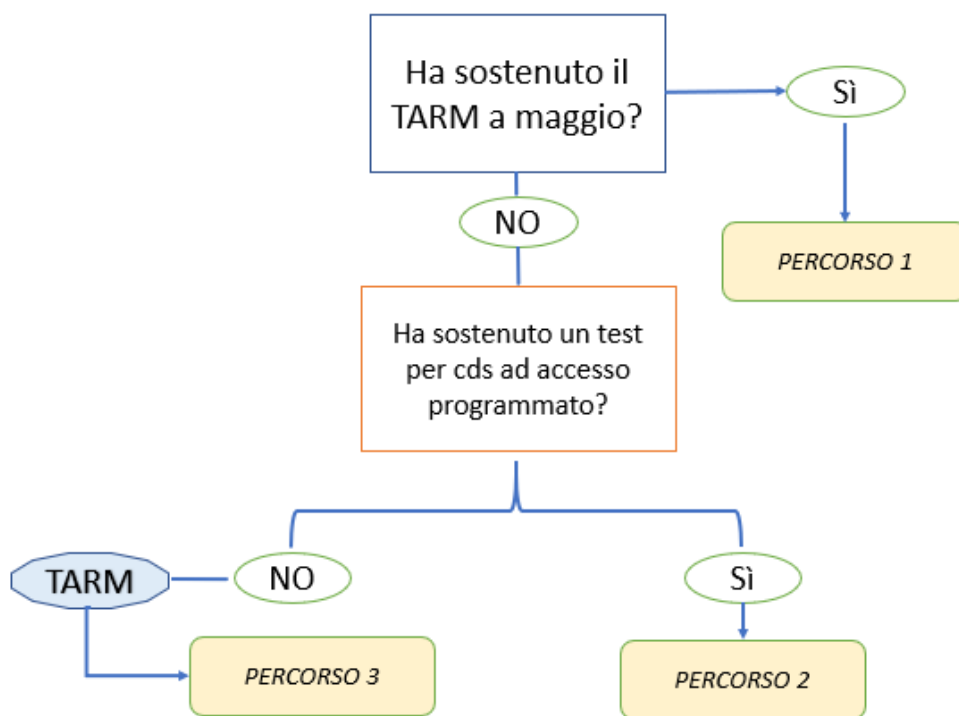 Ha sostenuto il
TARM a maggio?
Sì
NO
PERCORSO 1
Ha sostenuto un test
per cds ad accesso
programmato?
TARM
NO
Sì
PERCORSO 3
PERCORSO 2